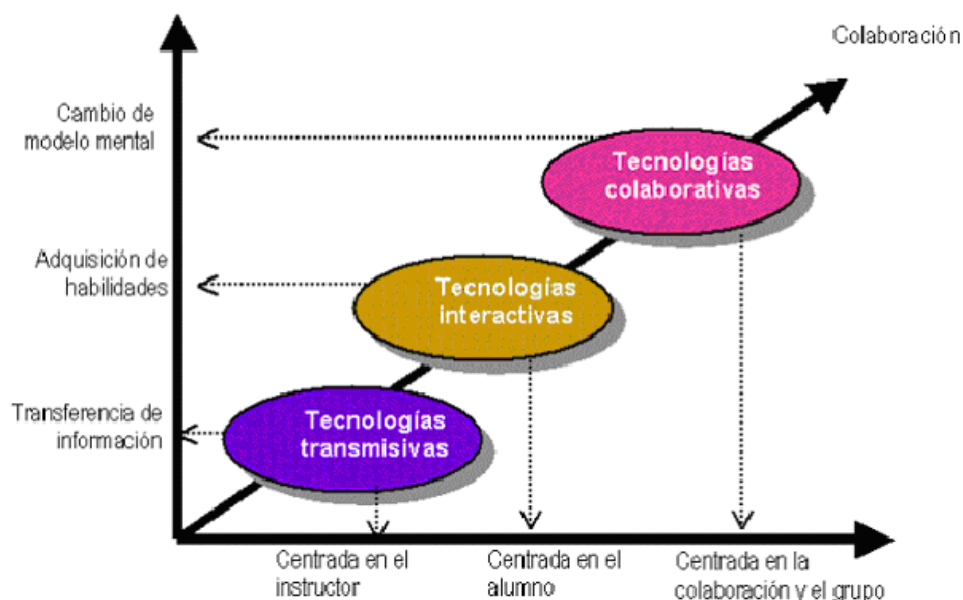 Colaboración
Cambio de
modelo mental
Tecnologías
colaborativas
Adquisición de
habilidades
Tecnologías
interactivas
Transferencia de
información
Tecnologías
transmisivas
Centrada en el
instructor
Centrada en el
alumno
Centrada en la
colaboración y el grupo